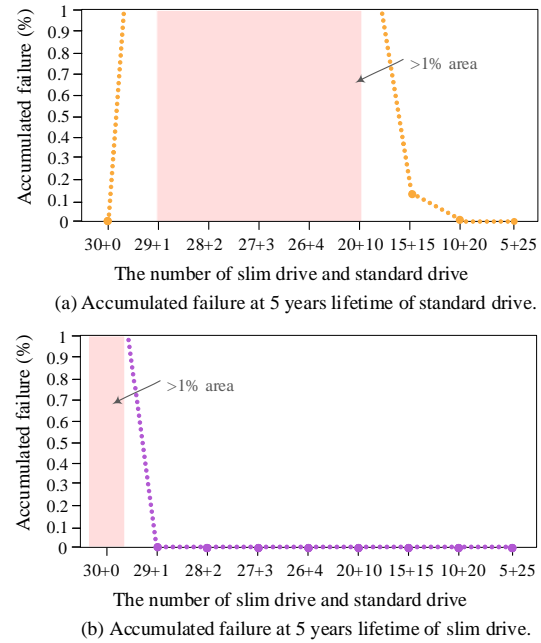 Accumulated failure (%)
1
0.9
0.8
0.7
0.6
0.5
0.4
0.3
0.2
0.1
0
>1% area
30+0 29+1 28+2 27+3 26+4 20+10 15+15 10+20 5+25
The number of slim drive and standard drive
(a) Accumulated failure at 5 years lifetime of standard drive.
Accumulated failure (%)
1
0.9
0.8
0.7
0.6
0.5
0.4
0.3
0.2
0.1
0
>1% area
30+0 29+1 28+2 27+3 26+4 20+10 15+15 10+20 5+25
The number of slim drive and standard drive
(b) Accumulated failure at 5 years lifetime of slim drive.